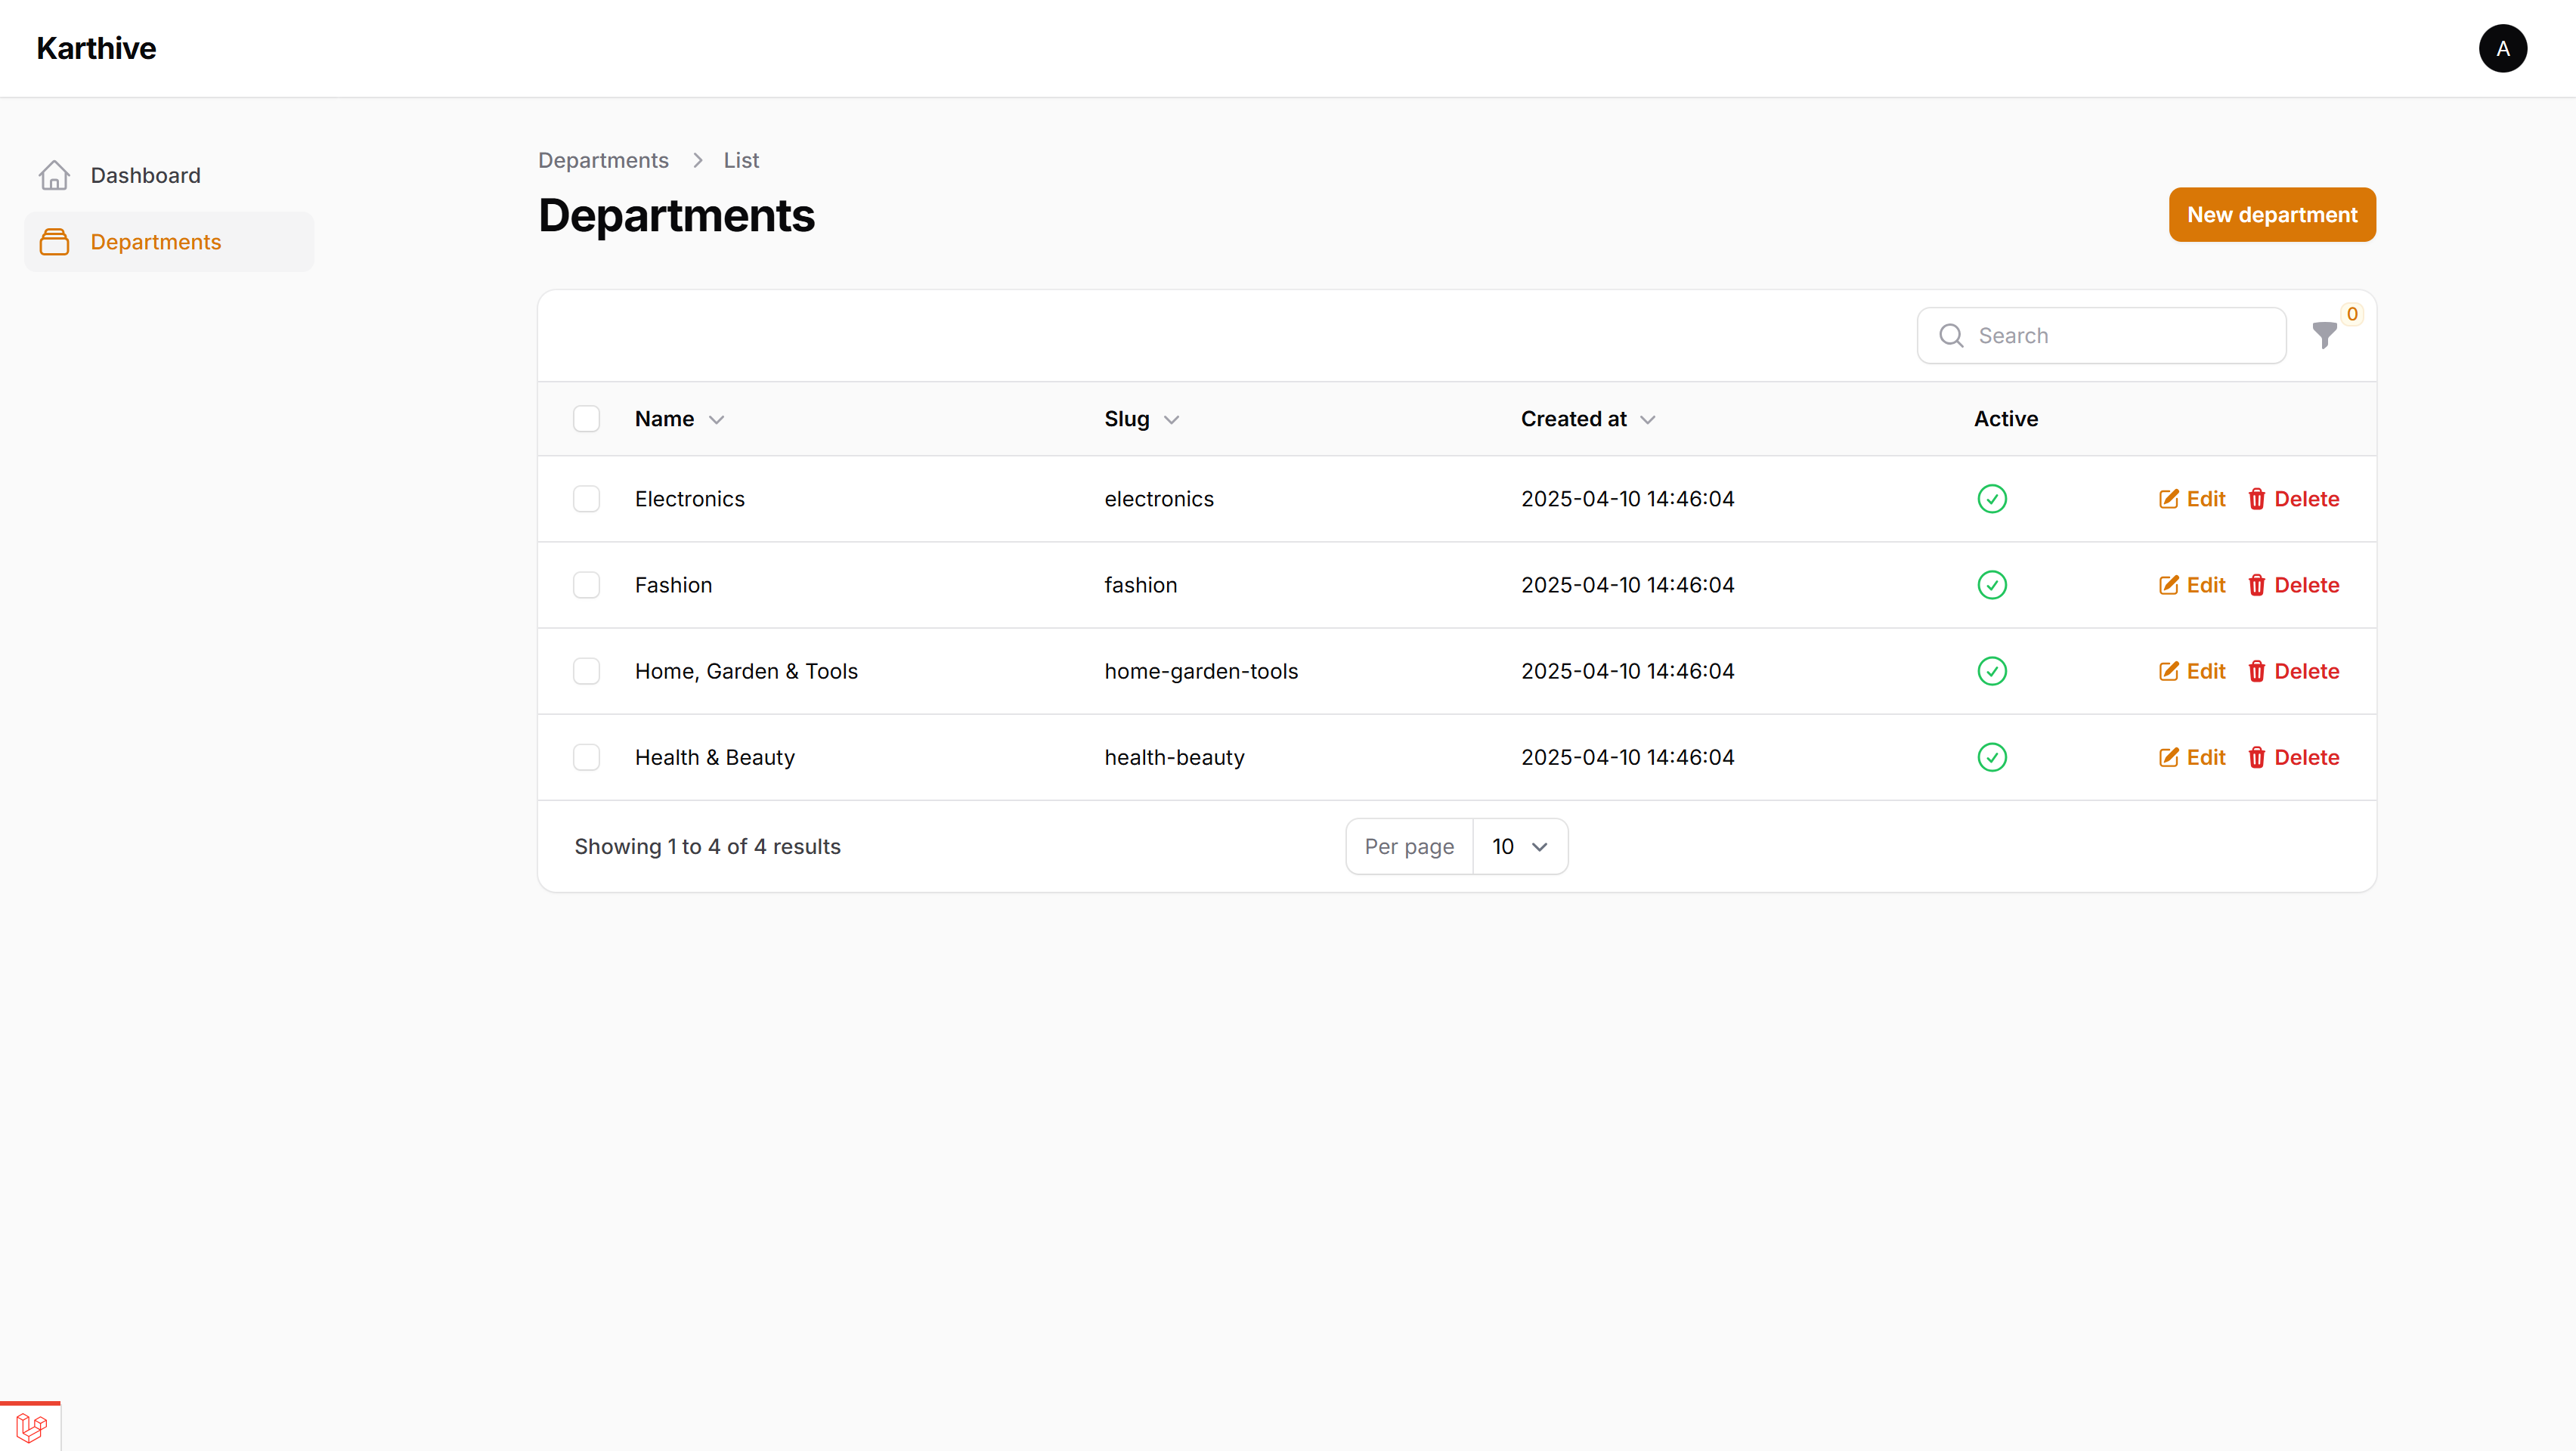 Karthive
A
Dashboard
Departments
Departments > List
Departments
New department
Search
0
Name Slug Created at Active
Electronics electronics 2025-04-10 14:46:04 Edit Delete
Fashion fashion 2025-04-10 14:46:04 Edit Delete
Home, Garden & Tools home-garden-tools 2025-04-10 14:46:04 Edit Delete
Health & Beauty health-beauty 2025-04-10 14:46:04 Edit Delete
Showing 1 to 4 of 4 results
Per page 10